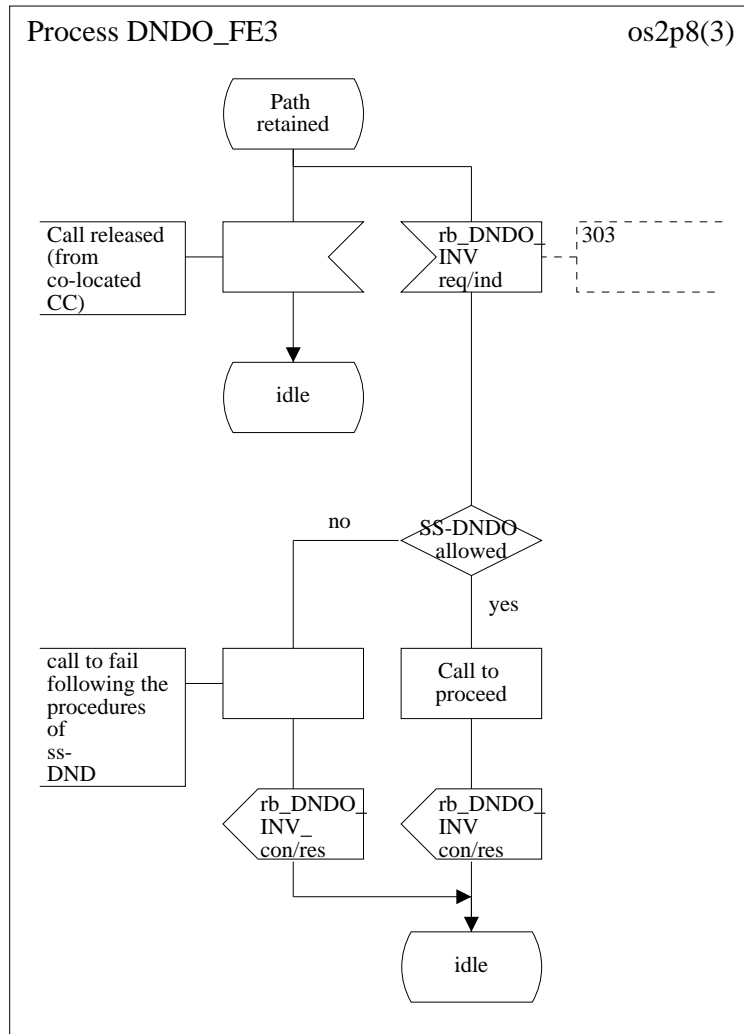 Process DNDO_FE3
os2p8(3)
Path
retained
Call released
(from
co-located
CC)
rb_DNDO_
INV
req/ind
303
idle
SS-DNDO
allowed
no
yes
call to fail
following the
procedures
of
ss-
DND
Call to
proceed
rb_DNDO_
INV_
con/res
rb_DNDO_
INV
con/res
idle